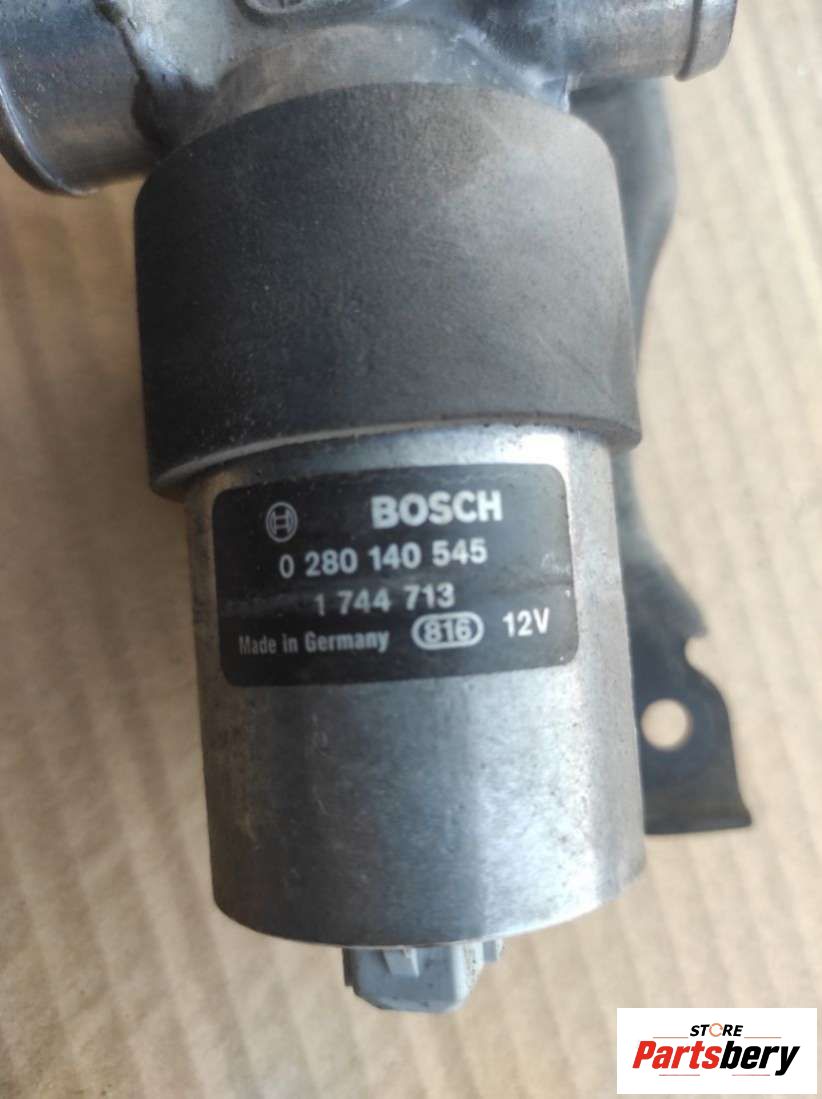 BOSCH
0 280 140 545
1 744 713
Made in Germany 816 12V
STORE
Partsbery